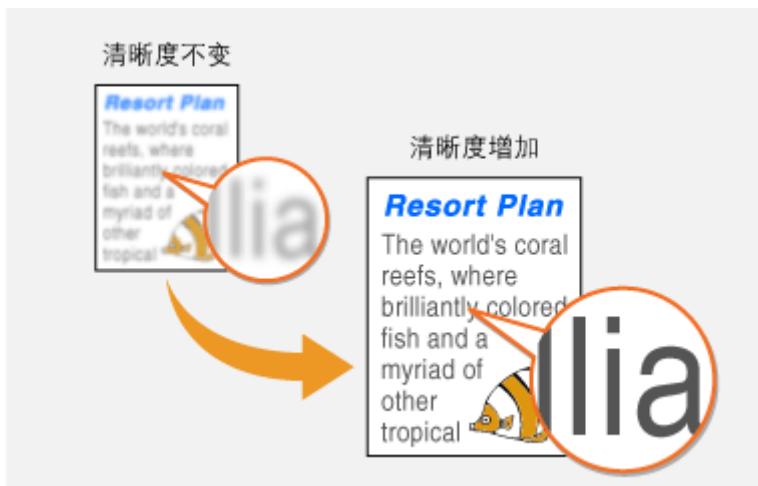 清晰度不变
Resort Plan
The world's coral
reefs, where
brilliantly colored
fish and a
myriad of
other
tropical
lia
清晰度增加
Resort Plan
The world's coral
reefs, where
brilliantly colored
fish and a
myriad of
other
tropical
llia